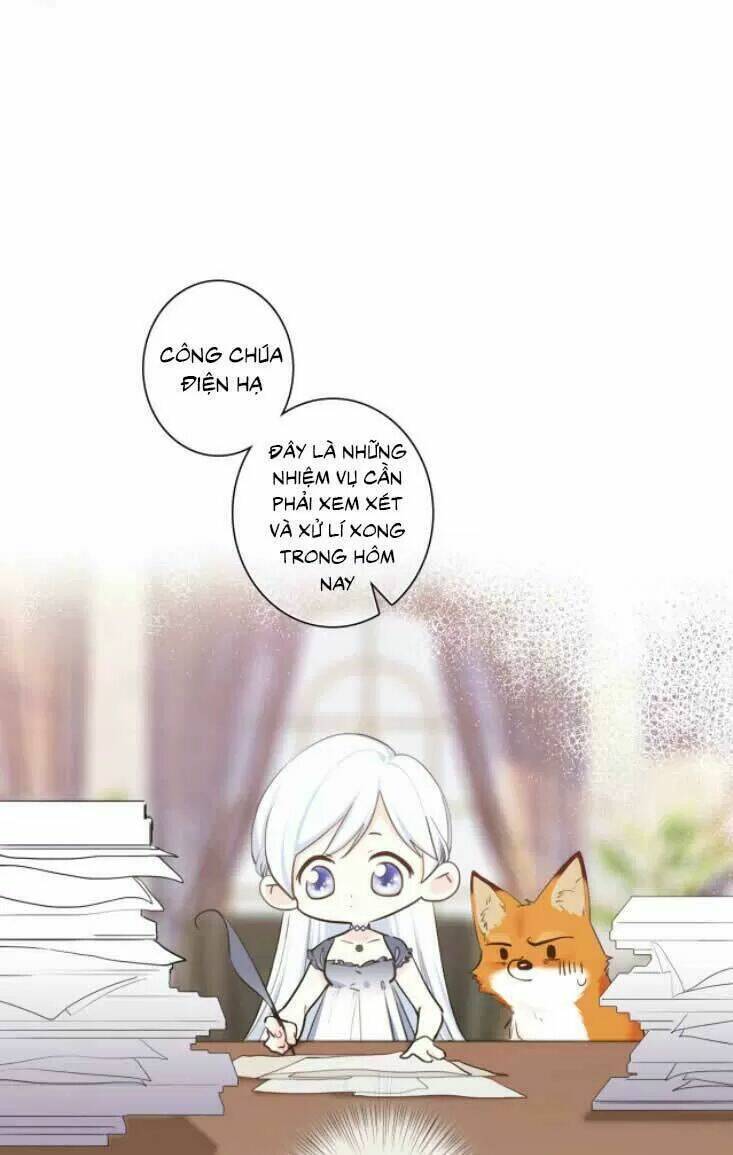 CÔNG CHÚA
ĐIỆN HẠ
ĐÂY LÀ NHỮNG
NHIỆM VỤ CẦN
PHẢI XEM XÉT
VÀ XỬ LÍ XONG
TRONG HÔM
NAY